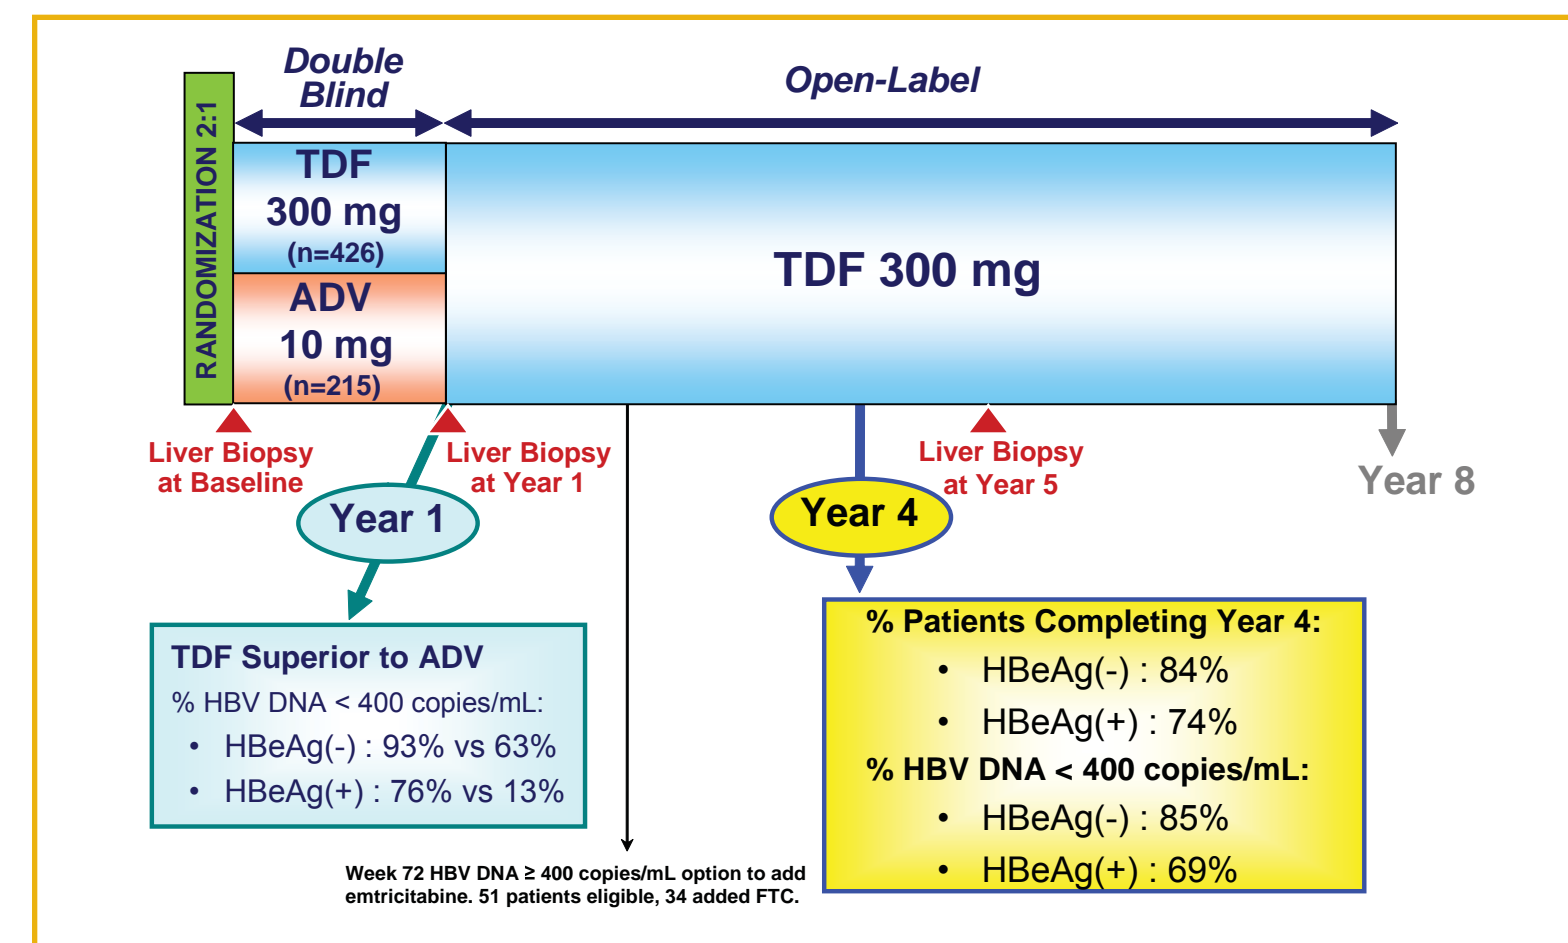 Double
Blind
Open-Label
RANDOMIZATION 2:1
TDF
300 mg
(n=426)
ADV
10 mg
(n=215)
TDF 300 mg
Liver Biopsy
at Baseline
Liver Biopsy
at Year 1
Liver Biopsy
at Year 5
Year 8
Year 1
Year 4
TDF Superior to ADV
% HBV DNA < 400 copies/mL:
• HBeAg(-) : 93% vs 63%
• HBeAg(+) : 76% vs 13%
% Patients Completing Year 4:
• HBeAg(-) : 84%
• HBeAg(+) : 74%
% HBV DNA < 400 copies/mL:
• HBeAg(-) : 85%
• HBeAg(+) : 69%
Week 72 HBV DNA ≥ 400 copies/mL option to add
emtricitabine. 51 patients eligible, 34 added FTC.